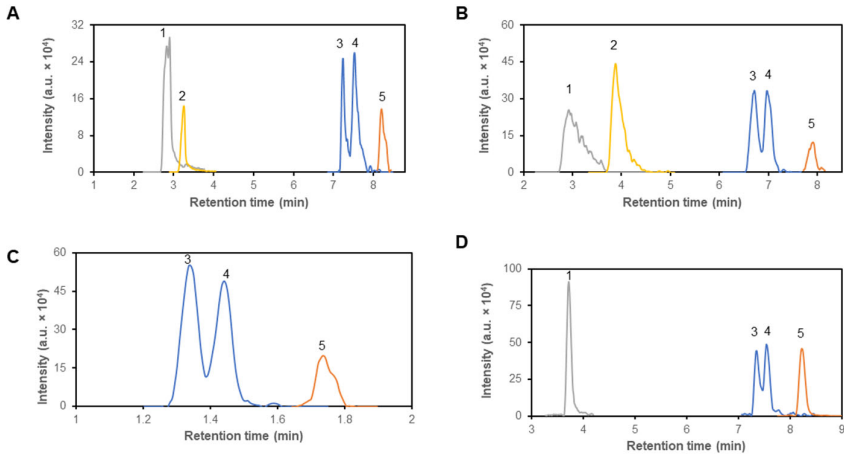 A
Intensity (a.u. × 10⁴)
32
24
16
8
0
1 2 3 4 5
1 2 3 4 5 6 7 8
Retention time (min)
B
Intensity (a.u. × 10⁴)
60
45
30
15
0
1 2 3 4 5
2 3 4 5 6 7 8
Retention time (min)
C
Intensity (a.u. × 10⁴)
60
45
30
15
0
3 4 5
1 1.2 1.4 1.6 1.8 2
Retention time (min)
D
Intensity (a.u. × 10⁴)
100
75
50
25
0
1 3 4 5
3 4 5 6 7 8 9
Retention time (min)